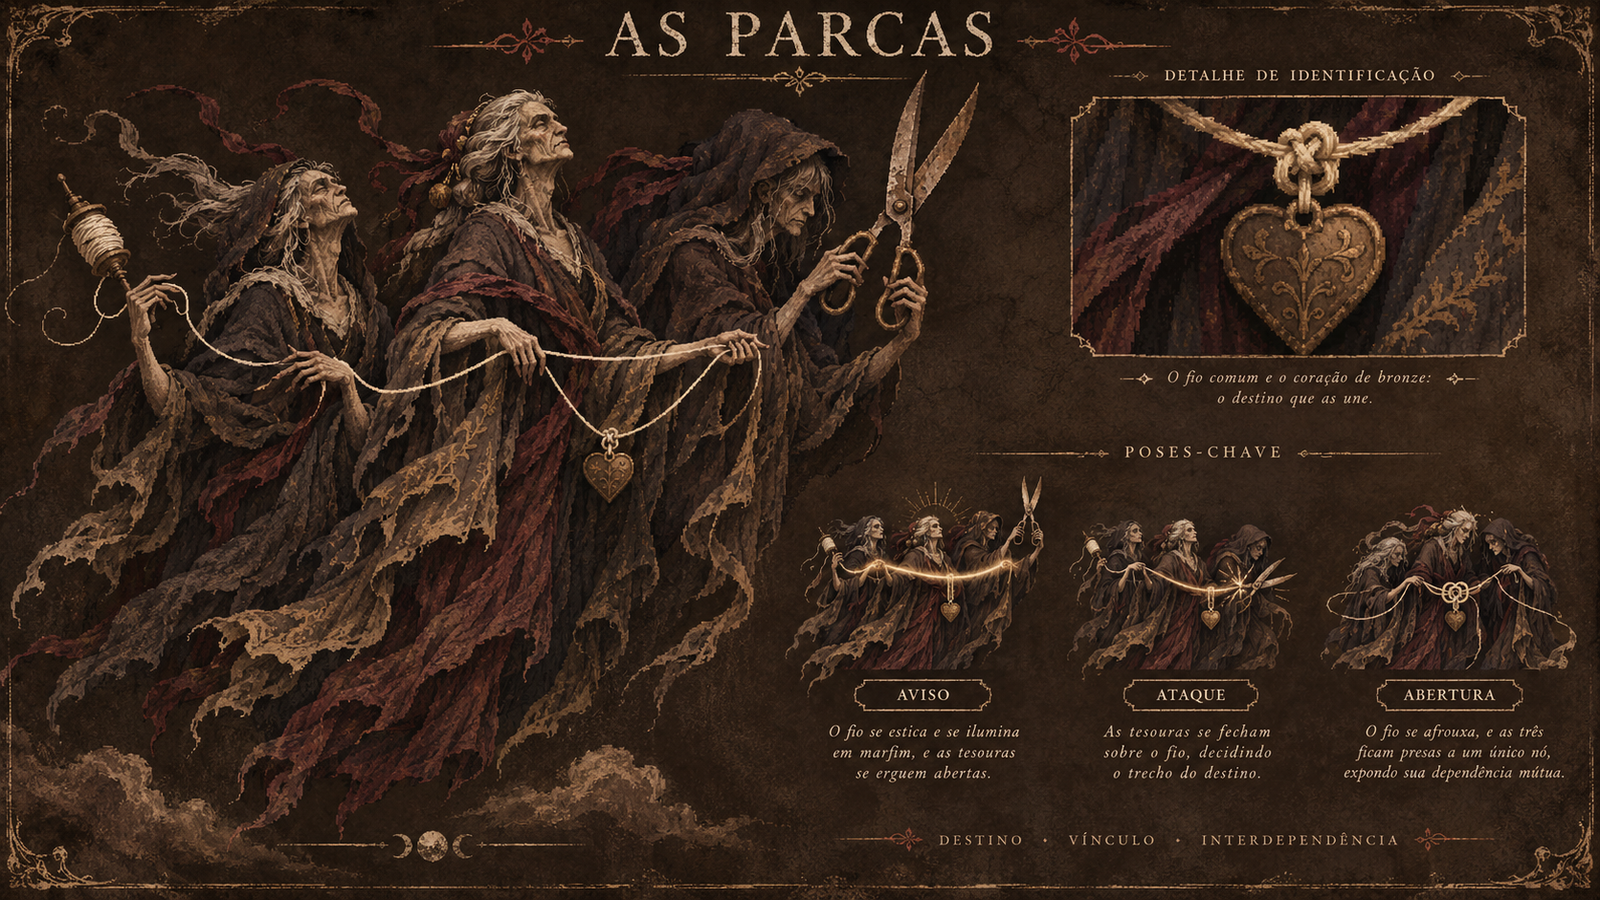 AS PARCAS
DETALHE DE IDENTIFICAÇÃO
O fio comum e o coração de bronze:
o destino que as une.
POSES-CHAVE
AVISO
O fio se estica e se ilumina
em marfim, e as tesouras
se erguem abertas.
ATAQUE
As tesouras se fecham
sobre o fio, decidindo
o trecho do destino.
ABERTURA
O fio se afrouxa, e as três
ficam presas a um único nó,
expondo sua dependência mútua.
DESTINO • VÍNCULO • INTERDEPENDÊNCIA